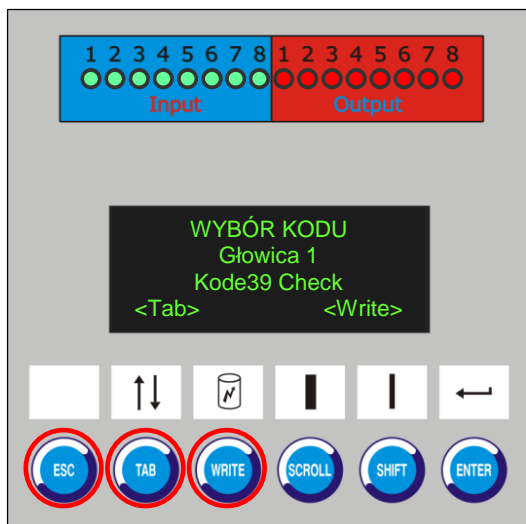 1 2 3 4 5 6 7 8 1 2 3 4 5 6 7 8
Input Output
WYBÓR KODU
Głowica 1
Kode39 Check
<Tab> <Write>
ESC TAB WRITE SCROLL SHIFT ENTER